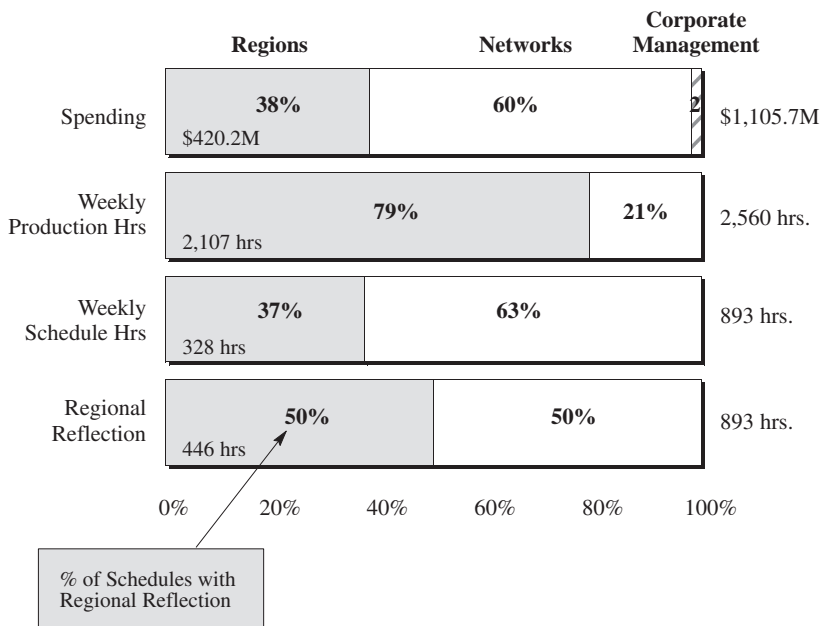 Regions Networks Corporate
Management
Spending 38% 60% 2 $1,105.7M
$420.2M
Weekly
Production Hrs 79% 21% 2,560 hrs.
2,107 hrs
Weekly
Schedule Hrs 37% 63% 893 hrs.
328 hrs
Regional
Reflection 50% 50% 893 hrs.
446 hrs
0% 20% 40% 60% 80% 100%
% of Schedules with
Regional Reflection